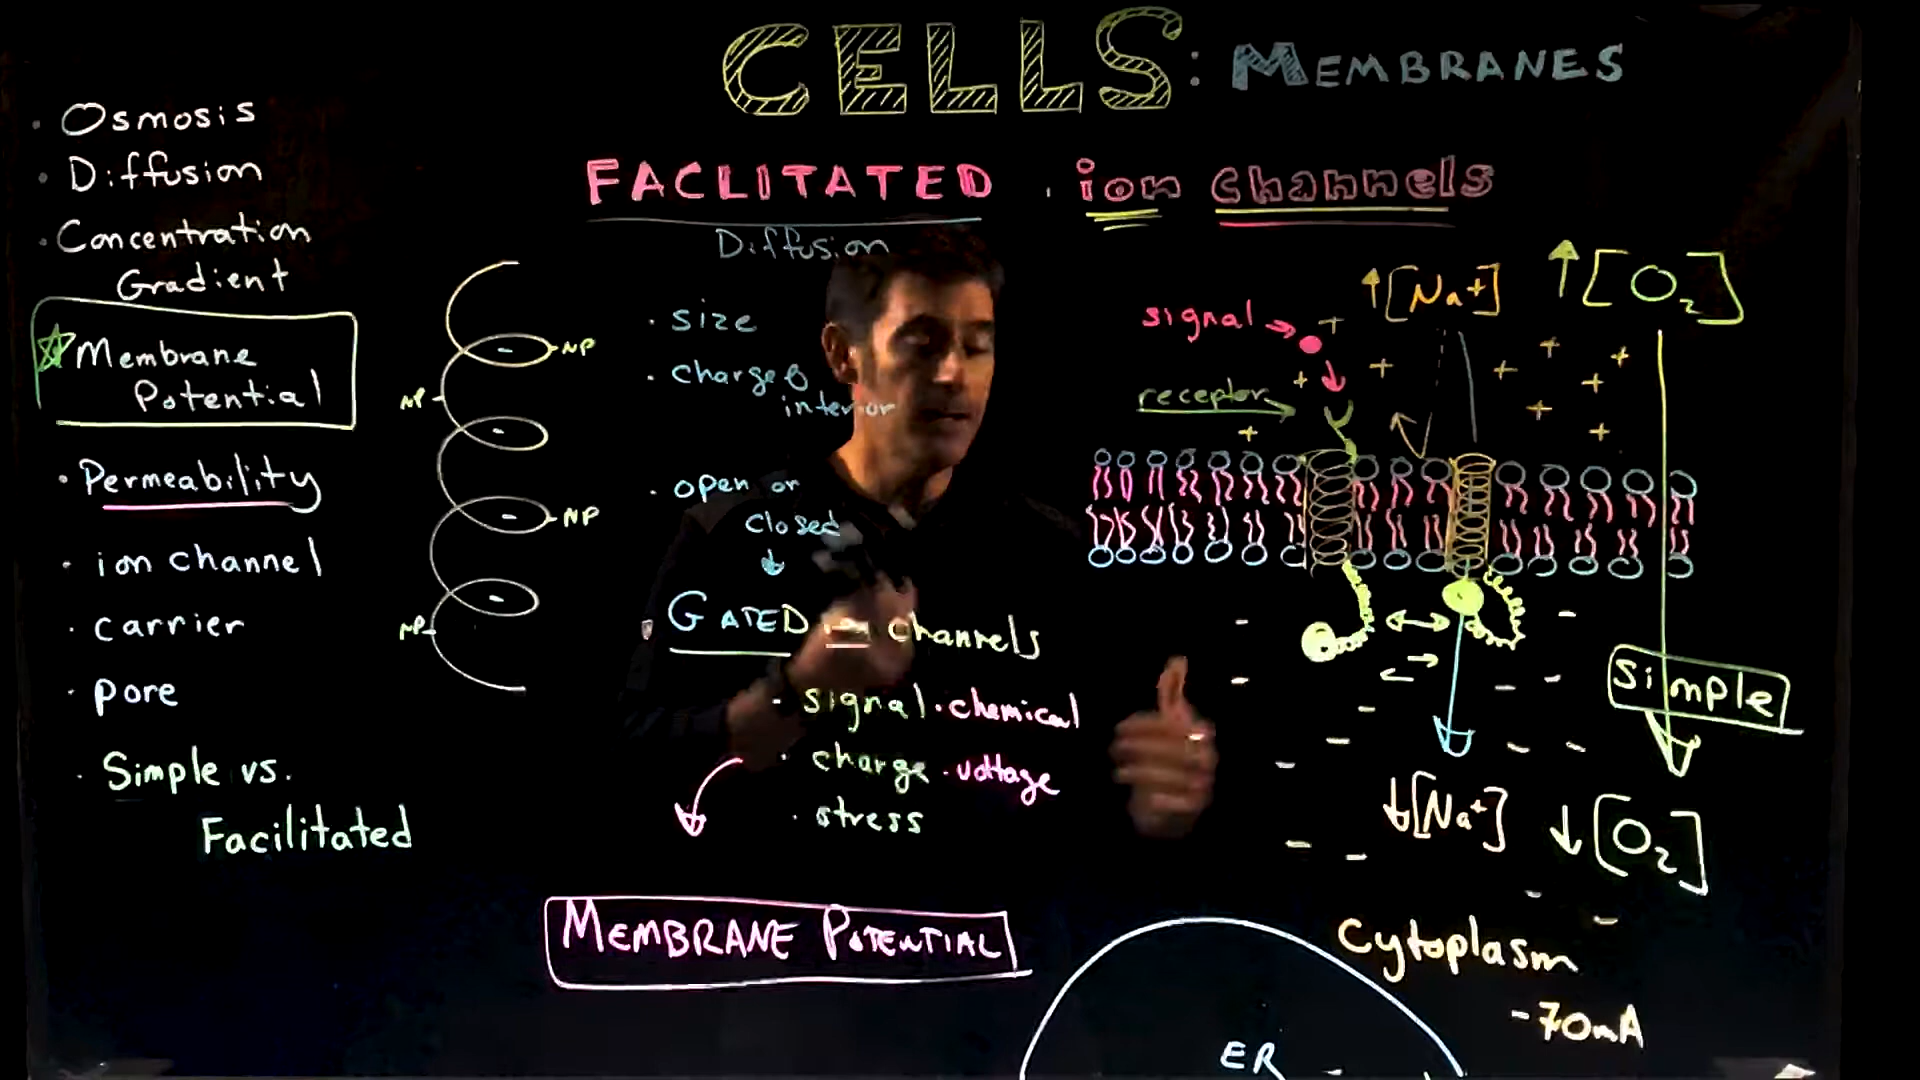 CELLS: MEMBRANES
FACLITATED · ion channels
Diffusion
· Osmosis
· Diffusion
· Concentration
Gradient
Membrane
Potential
· Permeability
· ion channel
· carrier
· pore
· Simple vs.
Facilitated
NP
NP
NP
NP
· size
· charge
interior
· open or
closed
GATED channels
· signal · chemical
· charge · voltage
· stress
MEMBRANE POTENTIAL
signal
receptor
↑[Na+]
↑[O₂]
simple
↓[Na+]
↓[O₂]
cytoplasm
-70mA
ER